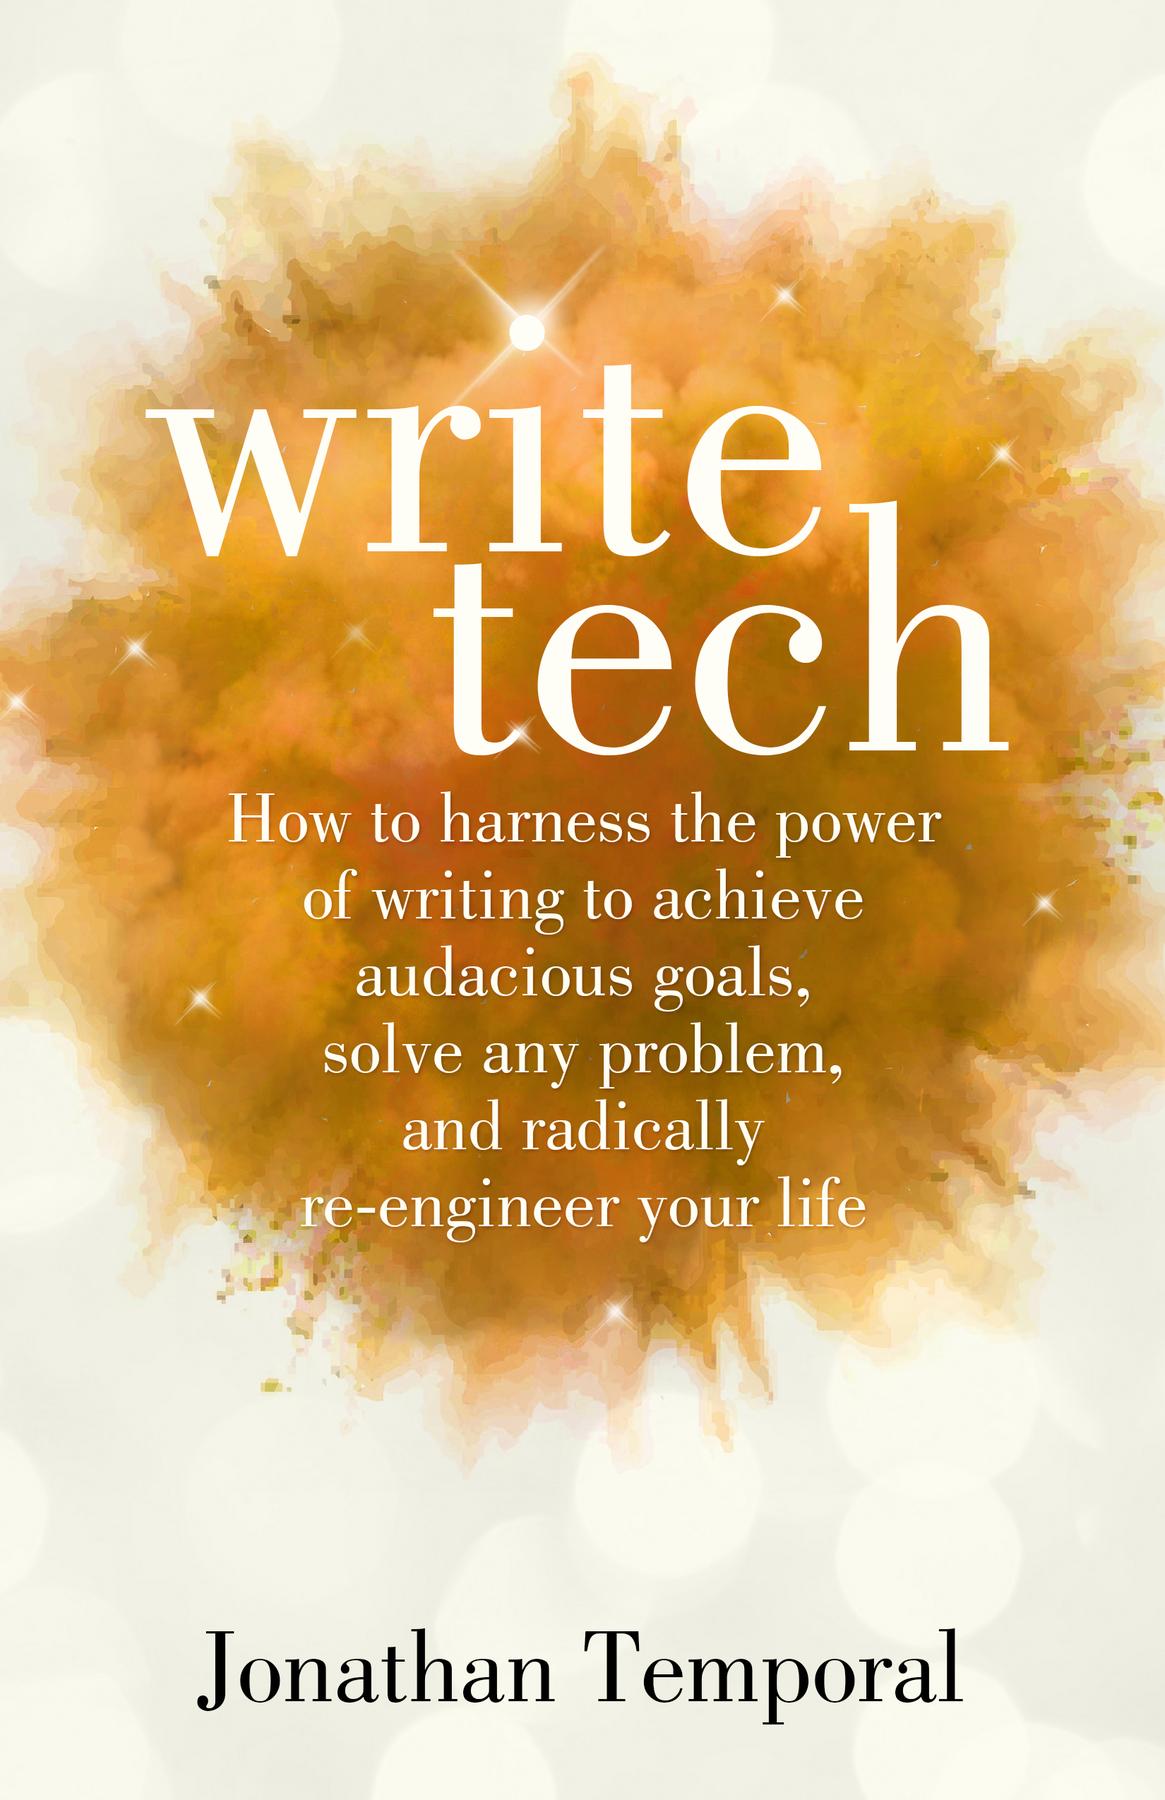 write
tech
How to harness the power
of writing to achieve
audacious goals,
solve any problem,
and radically
re-engineer your life
Jonathan Temporal